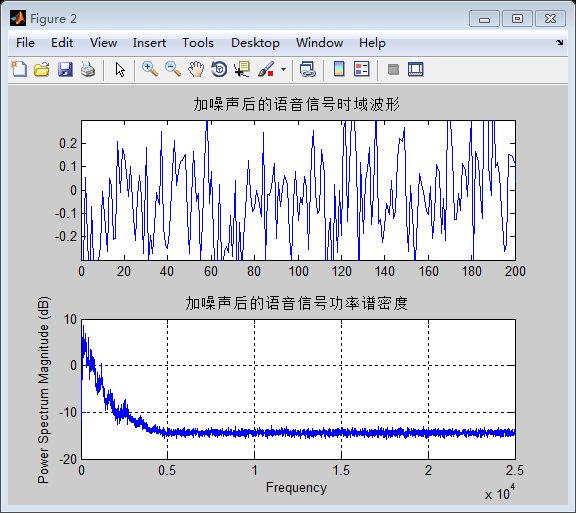 Figure 2
File Edit View Insert Tools Desktop Window Help
加噪声后的语音信号时域波形
0.2
0.1
0
-0.1
-0.2
0 20 40 60 80 100 120 140 160 180 200
加噪声后的语音信号功率谱密度
Power Spectrum Magnitude (dB)
10
0
-10
-20
0 0.5 1 1.5 2 2.5
Frequency
x 10^4